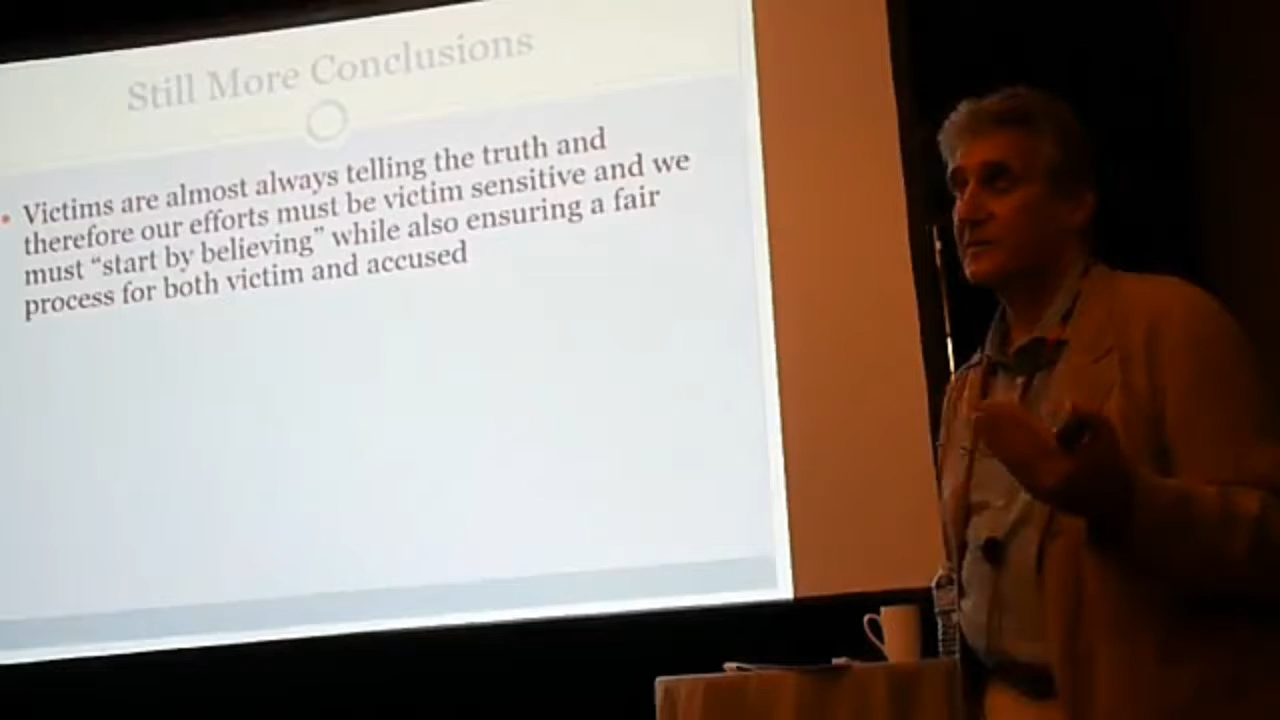 Still More Conclusions
Victims are almost always telling the truth and
therefore our efforts must be victim sensitive and we
must “start by believing” while also ensuring a fair
process for both victim and accused